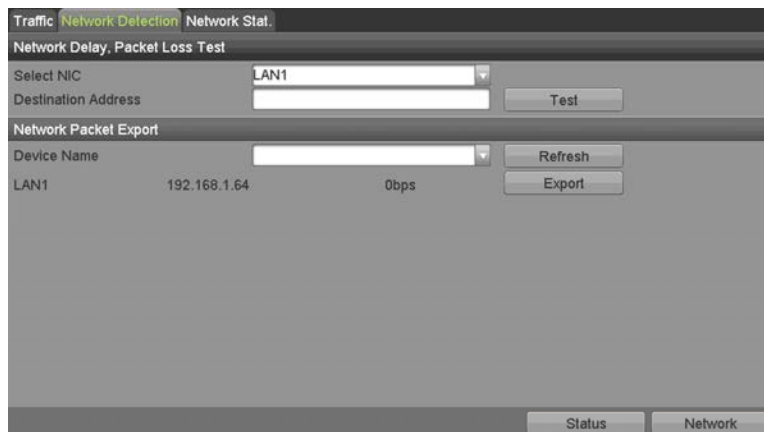 Traffic Network Detection Network Stat.
Network Delay, Packet Loss Test
Select NIC LAN1
Destination Address Test
Network Packet Export
Device Name Refresh
LAN1 192.168.1.64 0bps Export
Status Network